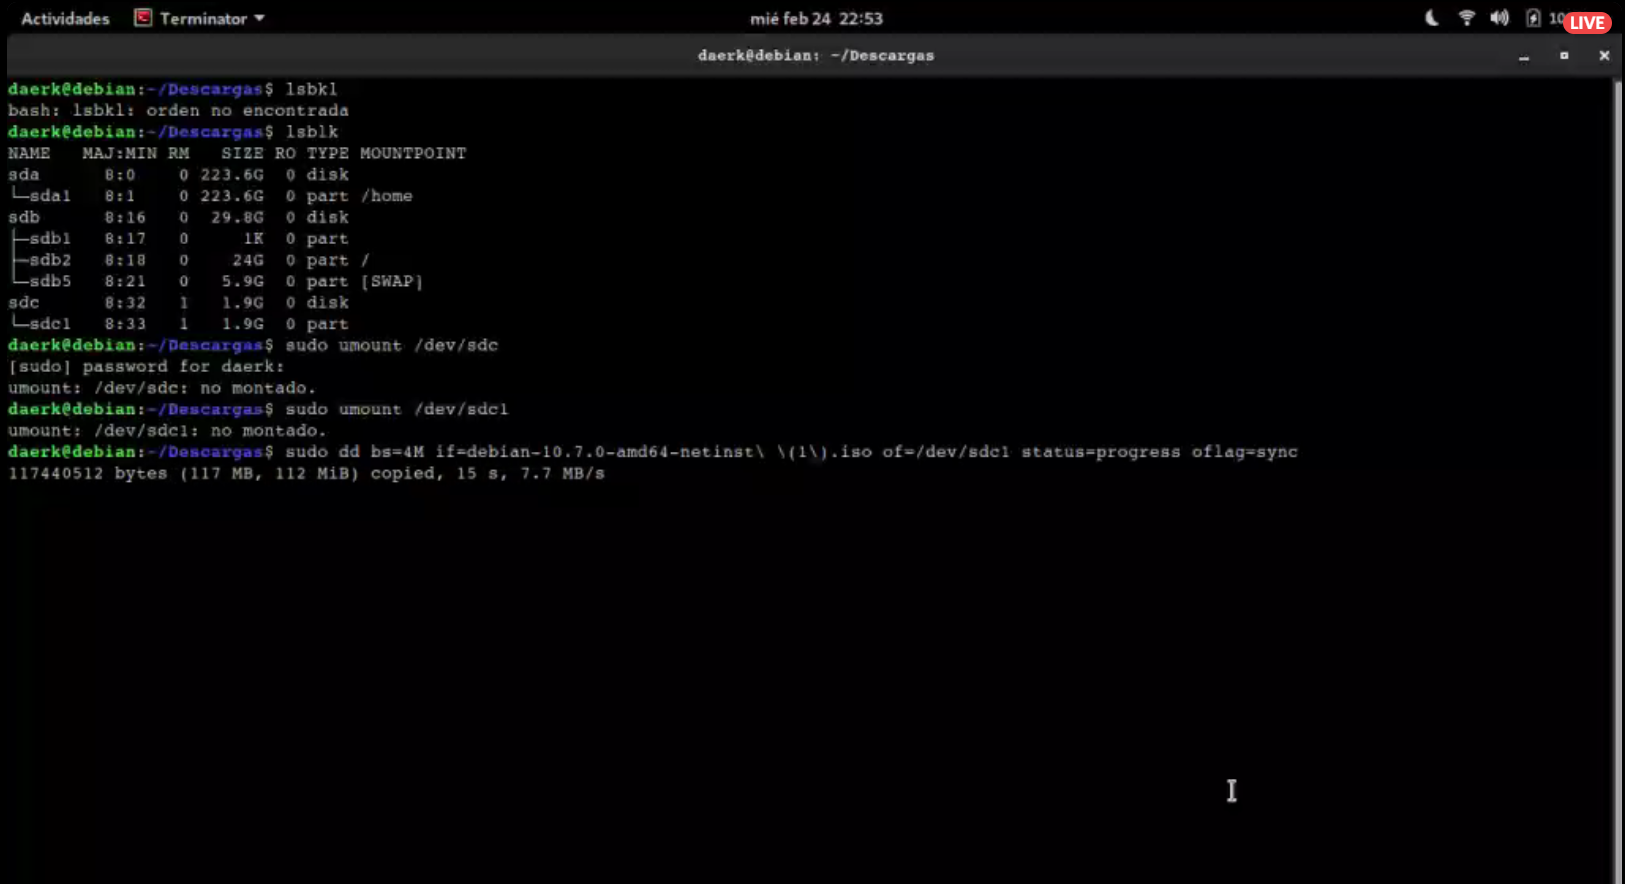 Actividades Terminator mié feb 24 22:53 10 LIVE
daerk@debian: ~/Descargas
daerk@debian:~/Descargas$ lsbkl
bash: lsbkl: orden no encontrada
daerk@debian:~/Descargas$ lsblk
NAME   MAJ:MIN RM   SIZE RO TYPE MOUNTPOINT
sda      8:0    0 223.6G  0 disk
└─sda1   8:1    0 223.6G  0 part /home
sdb      8:16   0  29.8G  0 disk
├─sdb1   8:17   0     1K  0 part
├─sdb2   8:18   0    24G  0 part /
└─sdb5   8:21   0   5.9G  0 part [SWAP]
sdc      8:32   1   1.9G  0 disk
└─sdc1   8:33   1   1.9G  0 part
daerk@debian:~/Descargas$ sudo umount /dev/sdc
[sudo] password for daerk:
umount: /dev/sdc: no montado.
daerk@debian:~/Descargas$ sudo umount /dev/sdc1
umount: /dev/sdc1: no montado.
daerk@debian:~/Descargas$ sudo dd bs=4M if=debian-10.7.0-amd64-netinst\ \(1\).iso of=/dev/sdc1 status=progress oflag=sync
117440512 bytes (117 MB, 112 MiB) copied, 15 s, 7.7 MB/s